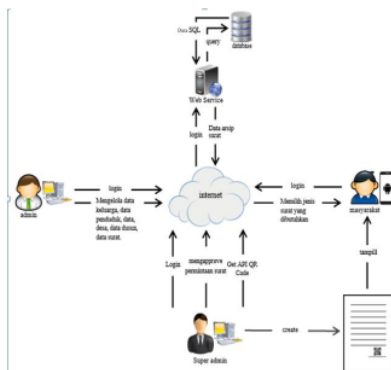 Data SQL
query
database
Web Service
login
Data arsip
surat
internet
login
Mengelola data
keluarga, data
penduduk, data,
desa, data dusun,
data surat.
admin
login
Memilih jenis
surat yang
dibutuhkan
masyarakat
tampill
Login
mengapprove
permintaan surat
Get API QR
Code
create
Super admin